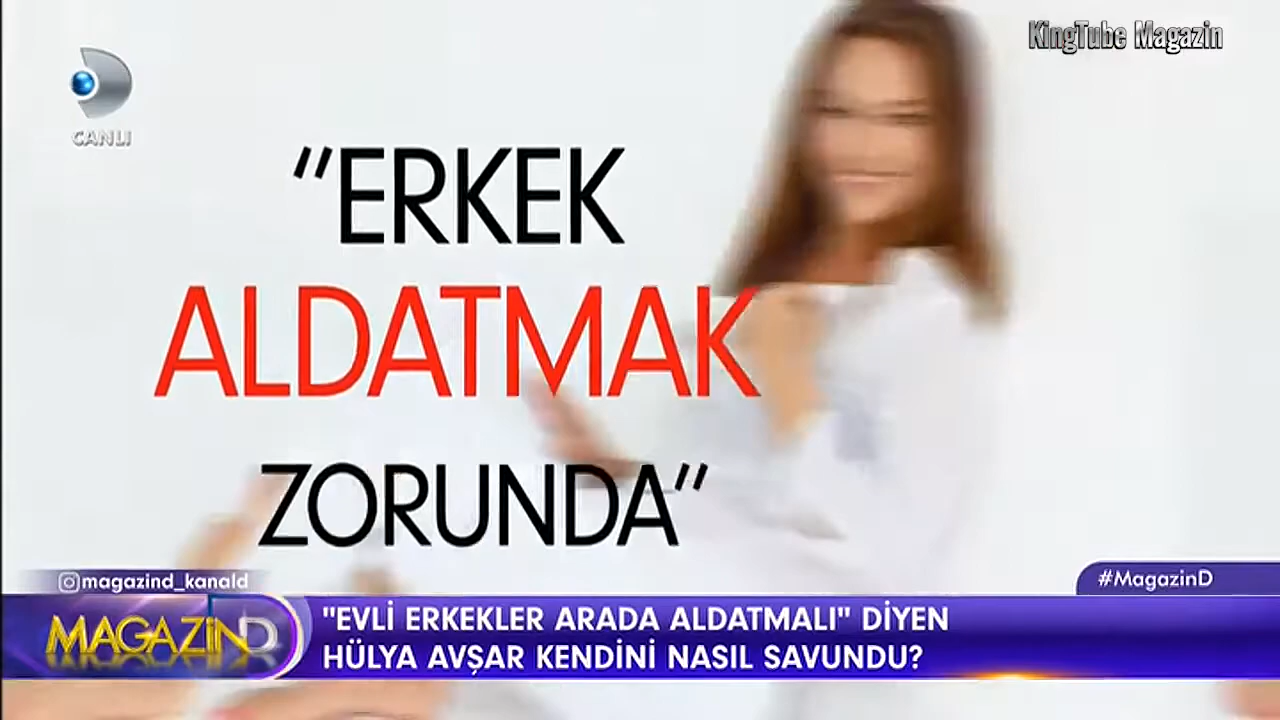 KingTube Magazin
CANLI
"ERKEK
ALDATMAK
ZORUNDA"
magazind_kanald
#MagazinD
MAGAZİN D
"EVLİ ERKEKLER ARADA ALDATMALI" DİYEN
HÜLYA AVŞAR KENDİNİ NASIL SAVUNDU?